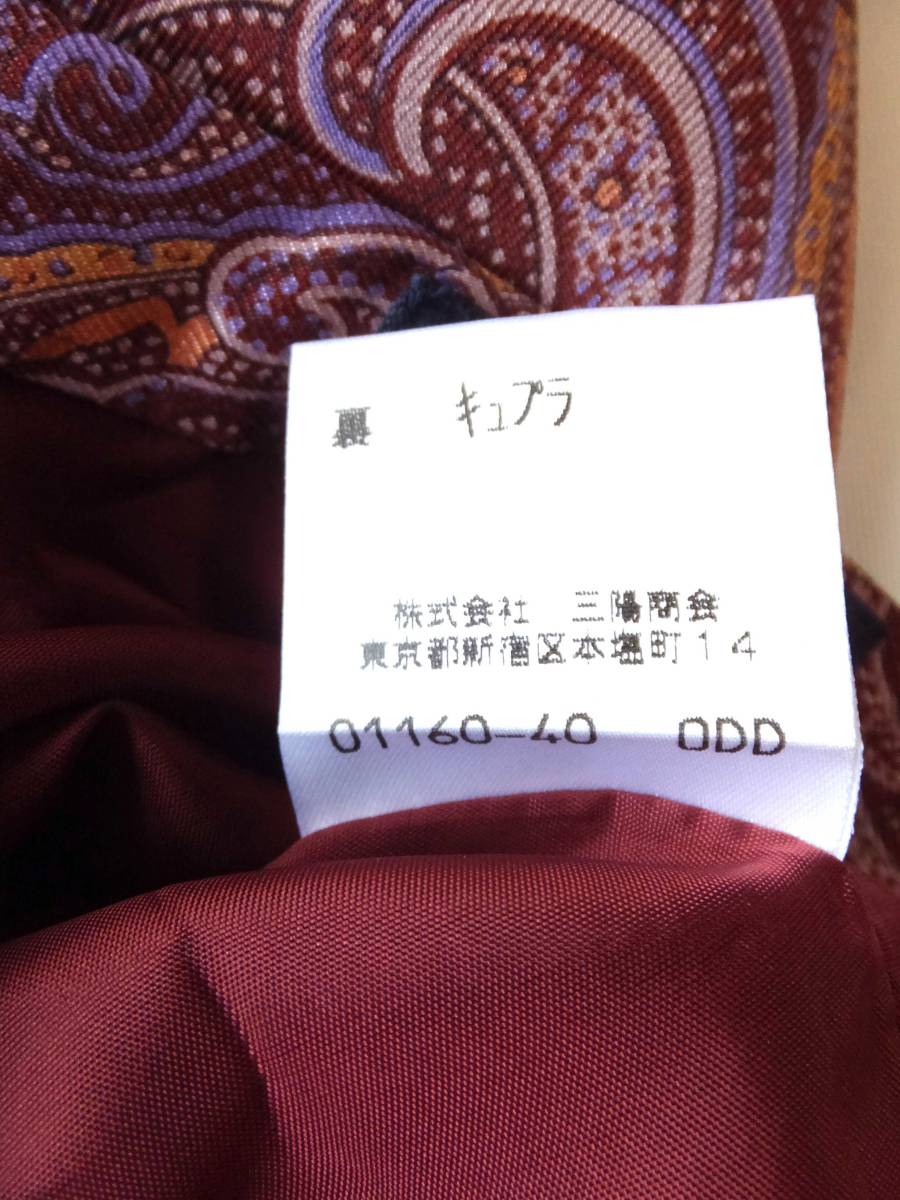 裏 キュプラ
株式会社 三陽商会
東京都新宿区本塩町14
01160-40 ODD